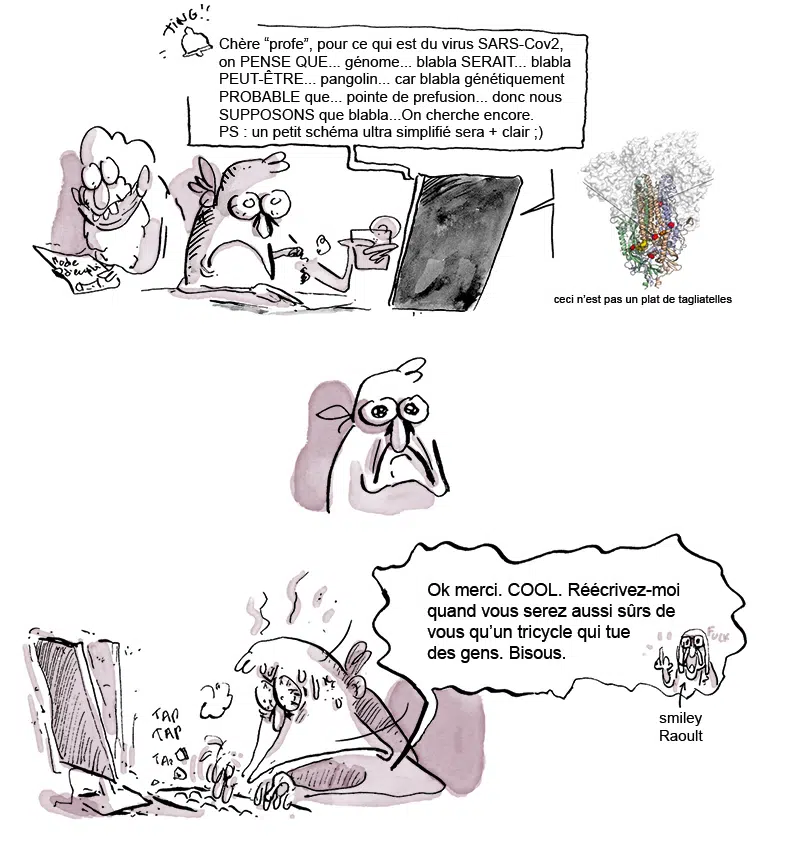 TING!!
Chère “profe”, pour ce qui est du virus SARS-Cov2,
on PENSE QUE... génome... blabla SERAIT... blabla
PEUT-ÊTRE... pangolin... car blabla génétiquement
PROBABLE que... pointe de prefusion... donc nous
SUPPOSONS que blabla...On cherche encore.
PS : un petit schéma ultra simplifié sera + clair ;)
mode
d'emploi
ceci n’est pas un plat de tagliatelles
Ok merci. COOL. Réécrivez-moi
quand vous serez aussi sûrs de
vous qu’un tricycle qui tue
des gens. Bisous.
FUCK
smiley
Raoult
TAP
TAP
TAP